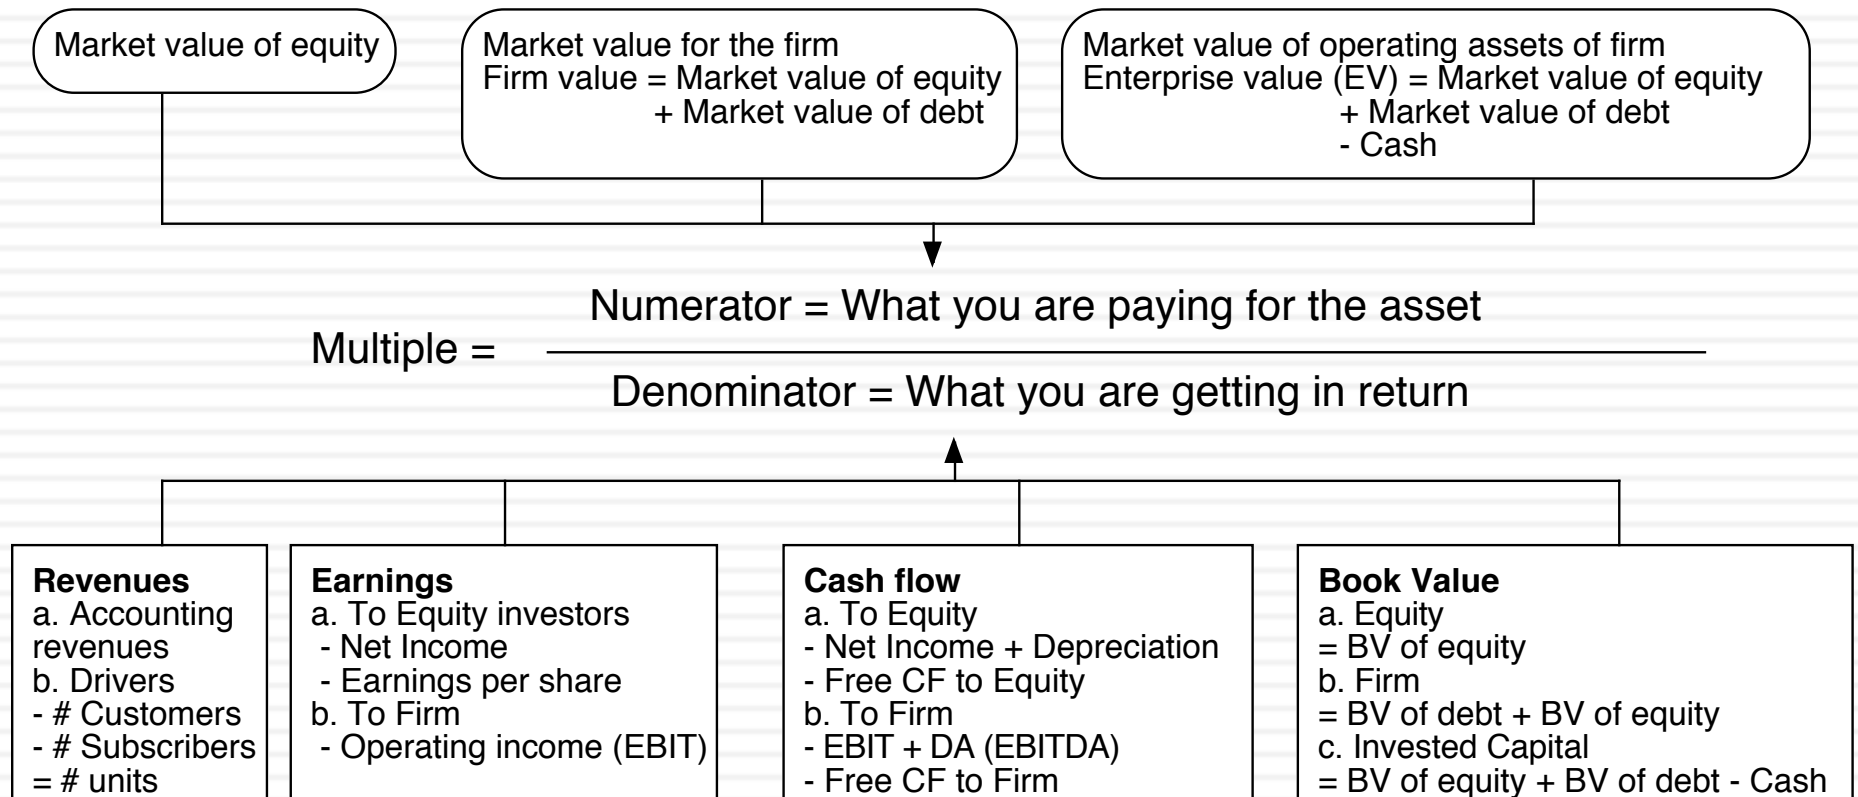 Market value of equity
Market value for the firm
Firm value = Market value of equity
+ Market value of debt
Market value of operating assets of firm
Enterprise value (EV) = Market value of equity
+ Market value of debt
- Cash
Numerator = What you are paying for the asset
Multiple =
Denominator = What you are getting in return
Revenues
a. Accounting
revenues
b. Drivers
- # Customers
- # Subscribers
= # units
Earnings
a. To Equity investors
- Net Income
- Earnings per share
b. To Firm
- Operating income (EBIT)
Cash flow
a. To Equity
- Net Income + Depreciation
- Free CF to Equity
b. To Firm
- EBIT + DA (EBITDA)
- Free CF to Firm
Book Value
a. Equity
= BV of equity
b. Firm
= BV of debt + BV of equity
c. Invested Capital
= BV of equity + BV of debt - Cash